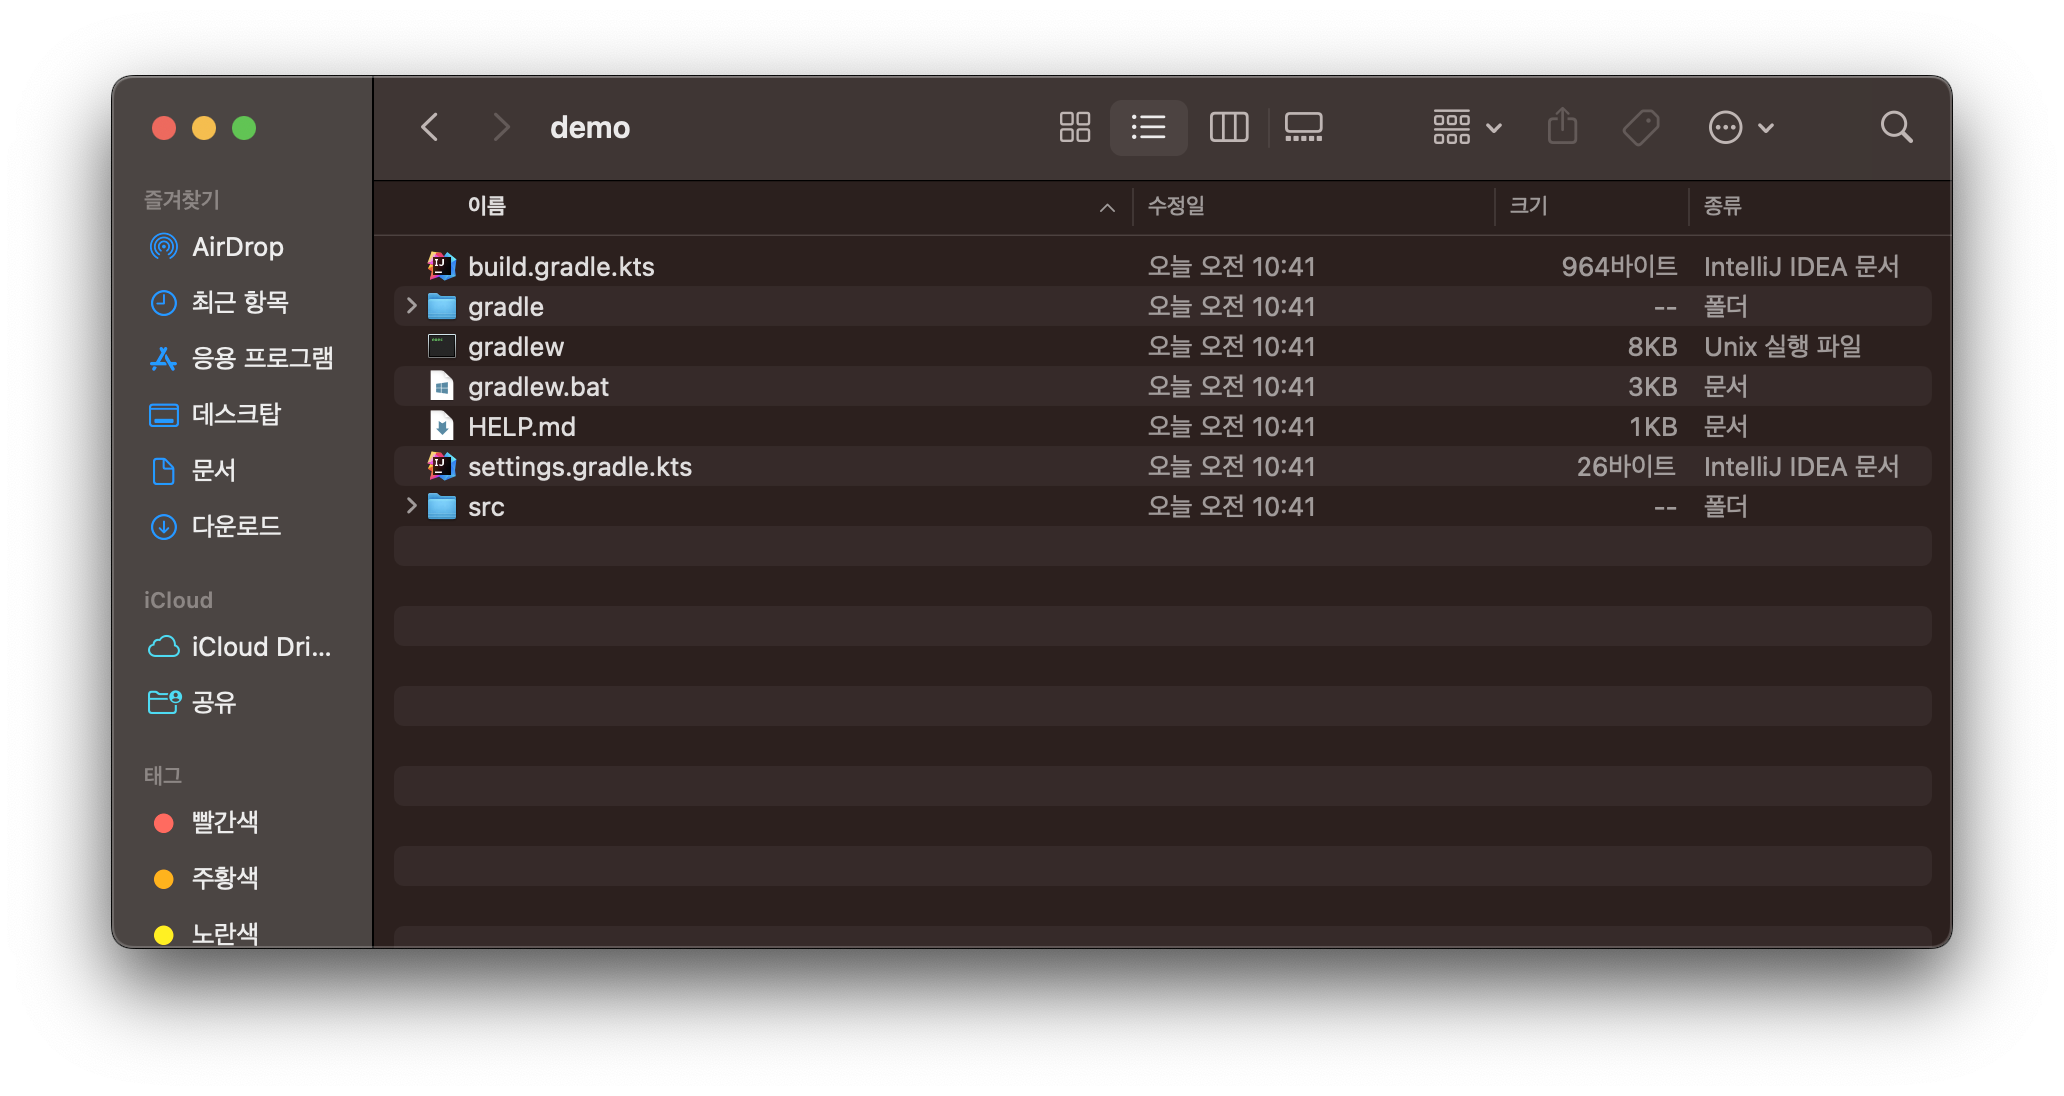 demo
즐겨찾기
AirDrop
최근 항목
응용 프로그램
데스크탑
문서
다운로드
iCloud
iCloud Dri...
공유
태그
빨간색
주황색
노란색
이름 수정일 크기 종류
build.gradle.kts 오늘 오전 10:41 964바이트 IntelliJ IDEA 문서
gradle 오늘 오전 10:41 -- 폴더
gradlew 오늘 오전 10:41 8KB Unix 실행 파일
gradlew.bat 오늘 오전 10:41 3KB 문서
HELP.md 오늘 오전 10:41 1KB 문서
settings.gradle.kts 오늘 오전 10:41 26바이트 IntelliJ IDEA 문서
src 오늘 오전 10:41 -- 폴더